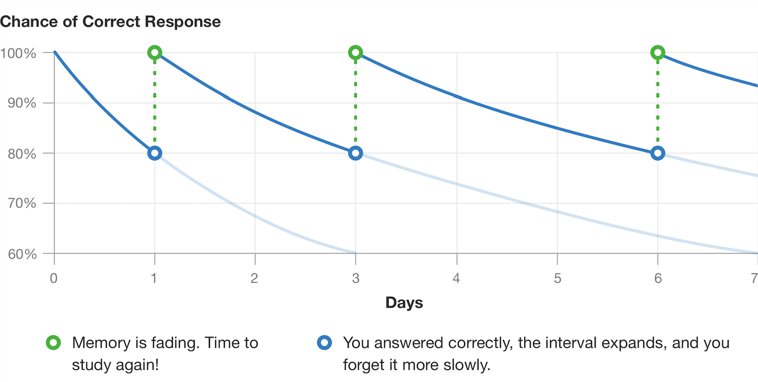 Chance of Correct Response
100%
90%
80%
70%
60%
0 1 2 3 4 5 6 7
Days
Memory is fading. Time to
study again!
You answered correctly, the interval expands, and you
forget it more slowly.